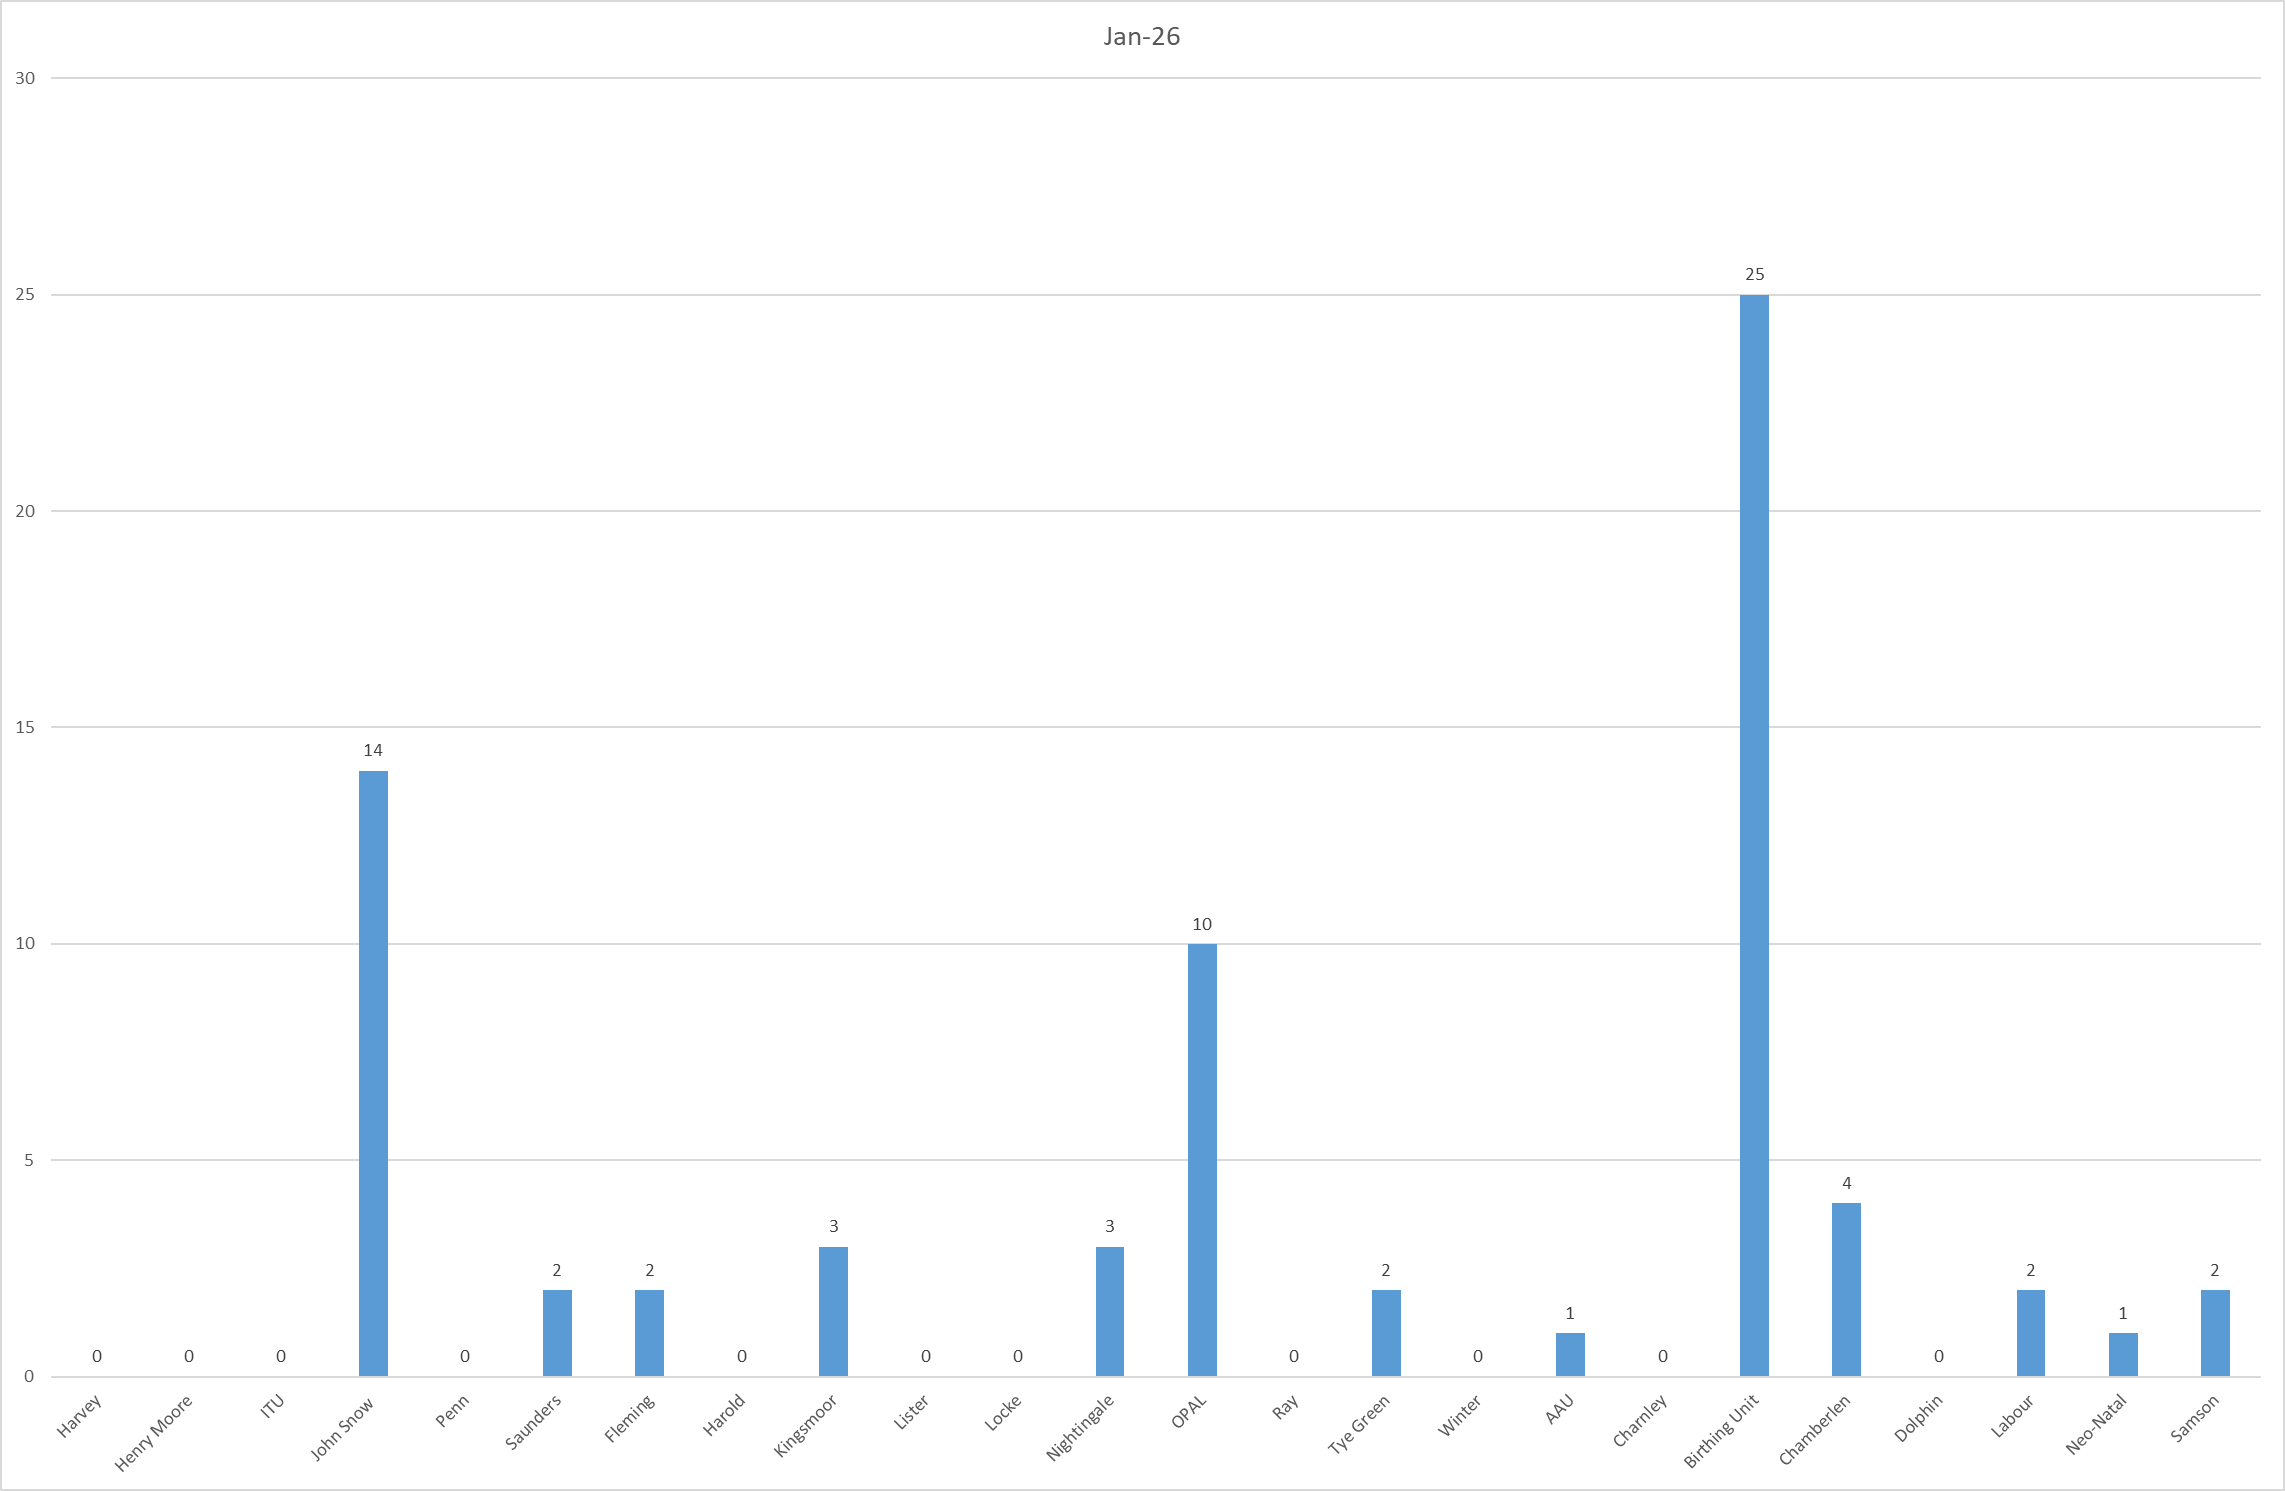 Jan-26
30
25
20
15
10
5
0
0
0
0
14
0
2
2
0
3
0
0
3
10
0
2
0
1
0
25
4
0
2
1
2
Harvey
Henry Moore
ITU
John Snow
Penn
Saunders
Fleming
Harold
Kingsmoor
Lister
Locke
Nightingale
OPAL
Ray
Tye Green
Winter
AAU
Charnley
Birthing Unit
Chamberlen
Dolphin
Labour
Neo-Natal
Samson